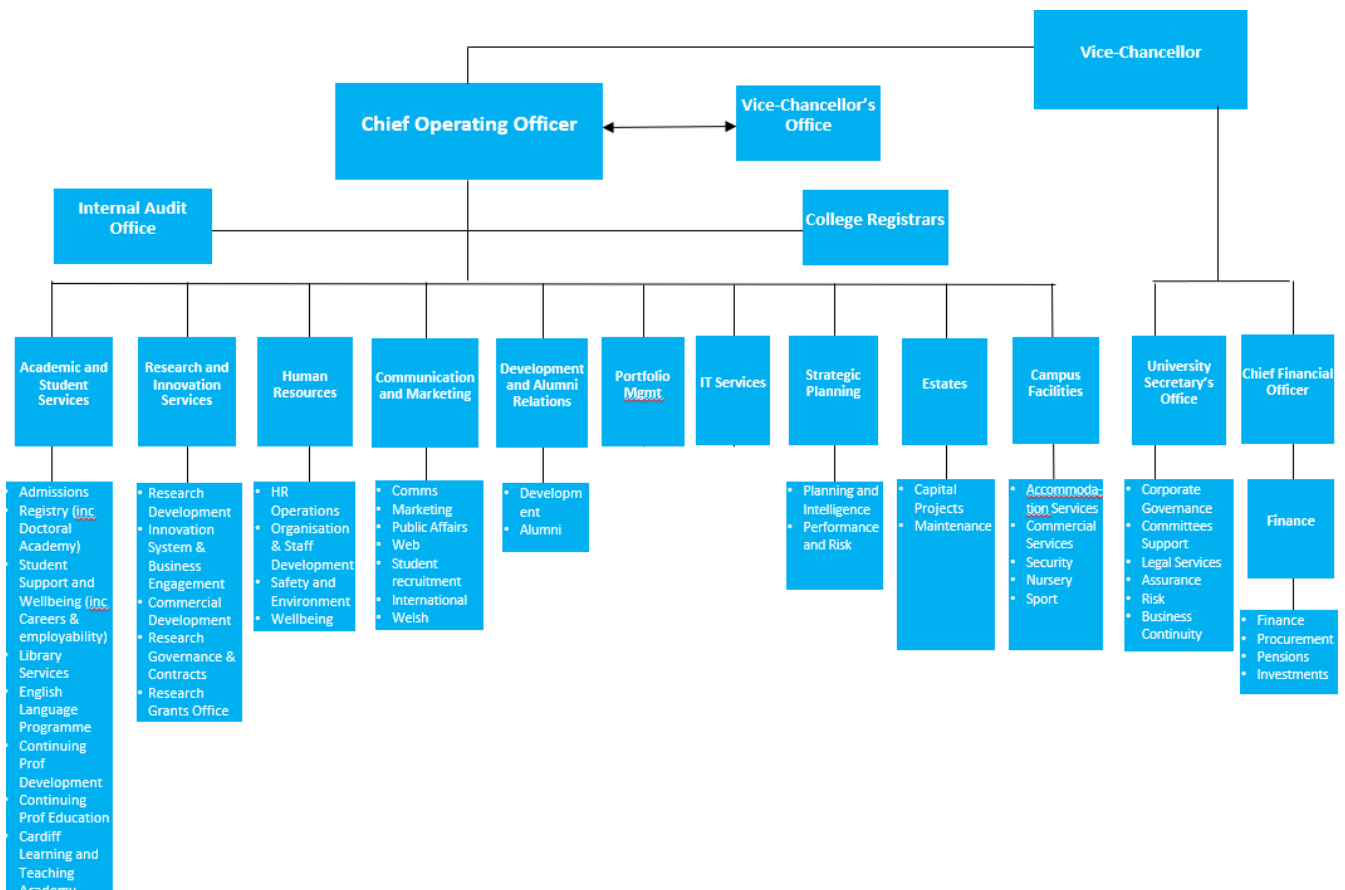 Vice-Chancellor
Chief Operating Officer
Vice-Chancellor’s
Office
Internal Audit
Office
College Registrars
Academic and
Student
Services
Research and
Innovation
Services
Human
Resources
Communication
and Marketing
Development
and Alumni
Relations
Portfolio
Mgmt
IT Services
Strategic
Planning
Estates
Campus
Facilities
University
Secretary’s
Office
Chief Financial
Officer
• Admissions
• Registry (inc
Doctoral
Academy)
• Student
Support and
Wellbeing (inc
Careers &
employability)
• Library
Services
• English
Language
Programme
• Continuing
Prof
Development
• Continuing
Prof Education
• Cardiff
Learning and
Teaching
Academy
• Research
Development
• Innovation
System &
Business
Engagement
• Commercial
Development
• Research
Governance &
Contracts
• Research
Grants Office
• HR
Operations
• Organisation
& Staff
Development
• Safety and
Environment
• Wellbeing
• Comms
• Marketing
• Public Affairs
• Web
• Student
recruitment
• International
• Welsh
• Developm
ent
• Alumni
• Planning and
Intelligence
• Performance
and Risk
• Capital
Projects
• Maintenance
• Accommoda-
tion Services
• Commercial
Services
• Security
• Nursery
• Sport
• Corporate
Governance
• Committees
Support
• Legal Services
• Assurance
• Risk
• Business
Continuity
Finance
• Finance
• Procurement
• Pensions
• Investments